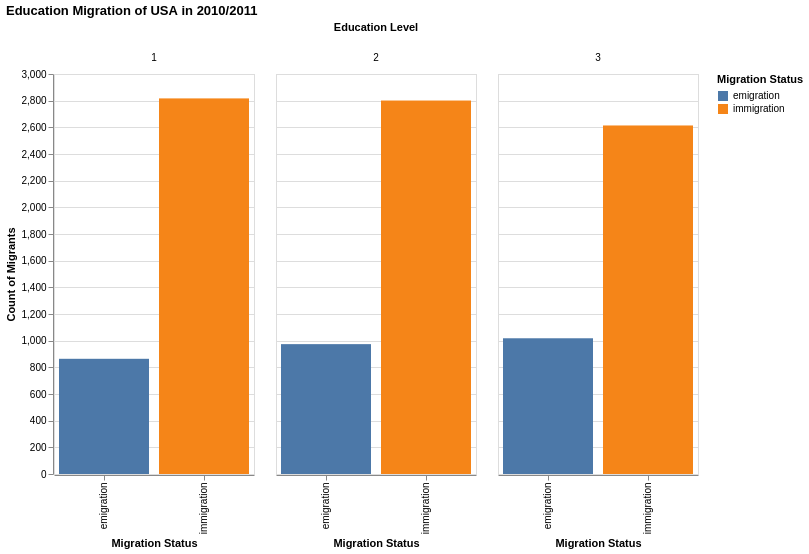 Education Migration of USA in 2010/2011
Education Level
1 2 3
3,000
2,800
2,600
2,400
2,200
2,000
1,800
1,600
1,400
1,200
1,000
800
600
400
200
0
Count of Migrants
emigration immigration emigration immigration emigration immigration
Migration Status Migration Status Migration Status
Migration Status
emigration
immigration